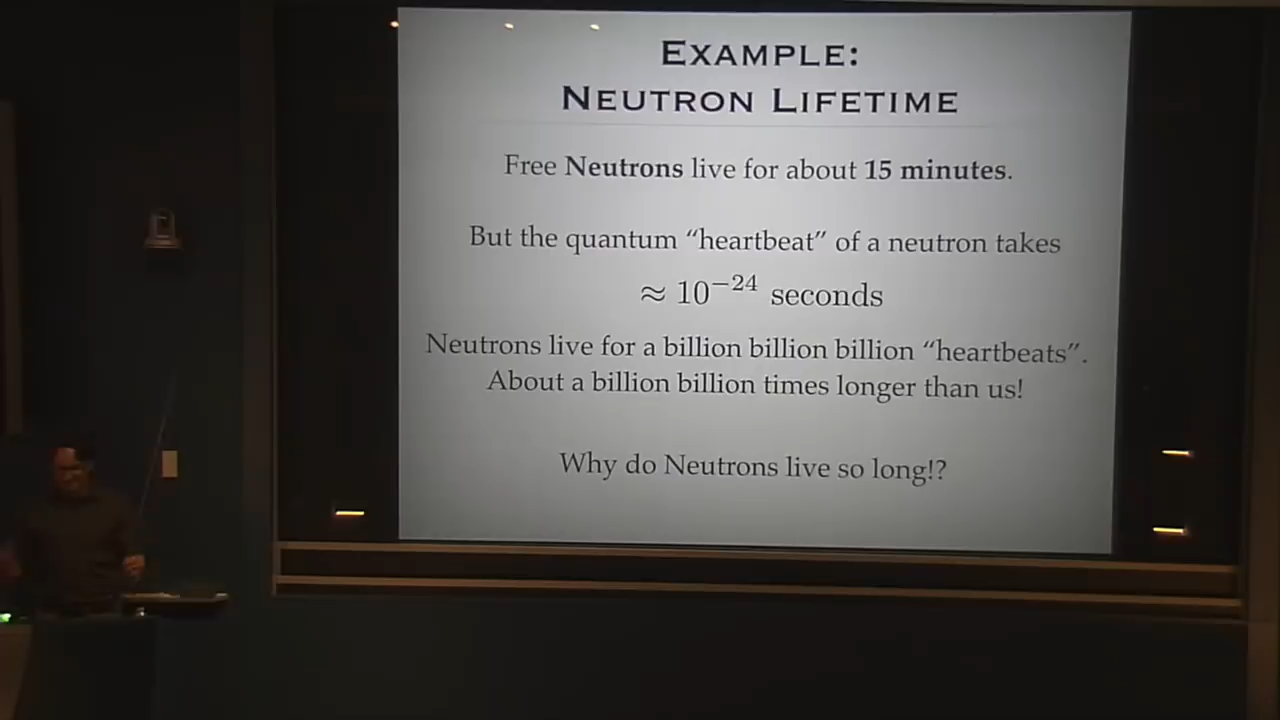 EXAMPLE:
NEUTRON LIFETIME
Free Neutrons live for about 15 minutes.
But the quantum “heartbeat” of a neutron takes
≈ 10⁻²⁴ seconds
Neutrons live for a billion billion billion “heartbeats”.
About a billion billion times longer than us!
Why do Neutrons live so long!?